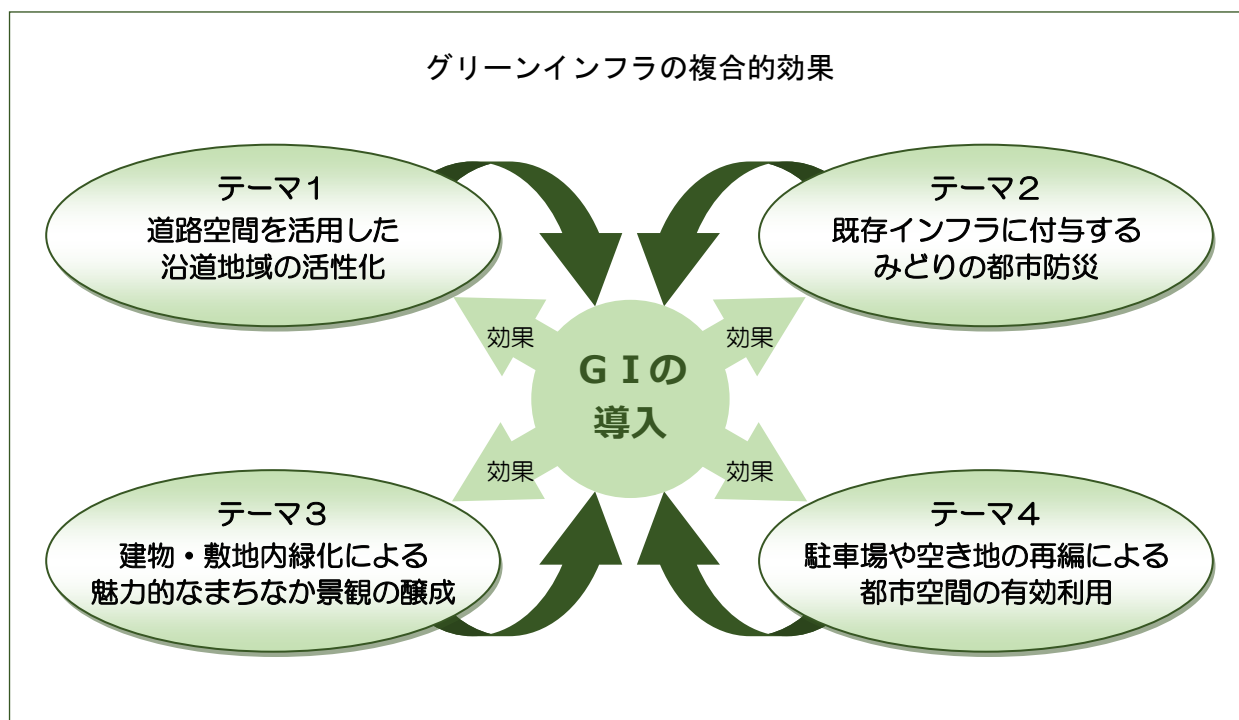 グリーンインフラの複合的効果
テーマ１
道路空間を活用した
沿道地域の活性化
テーマ２
既存インフラに付与する
みどりの都市防災
効果
効果
ＧＩの
導入
効果
効果
テーマ３
建物・敷地内緑化による
魅力的なまちなか景観の醸成
テーマ４
駐車場や空き地の再編による
都市空間の有効利用